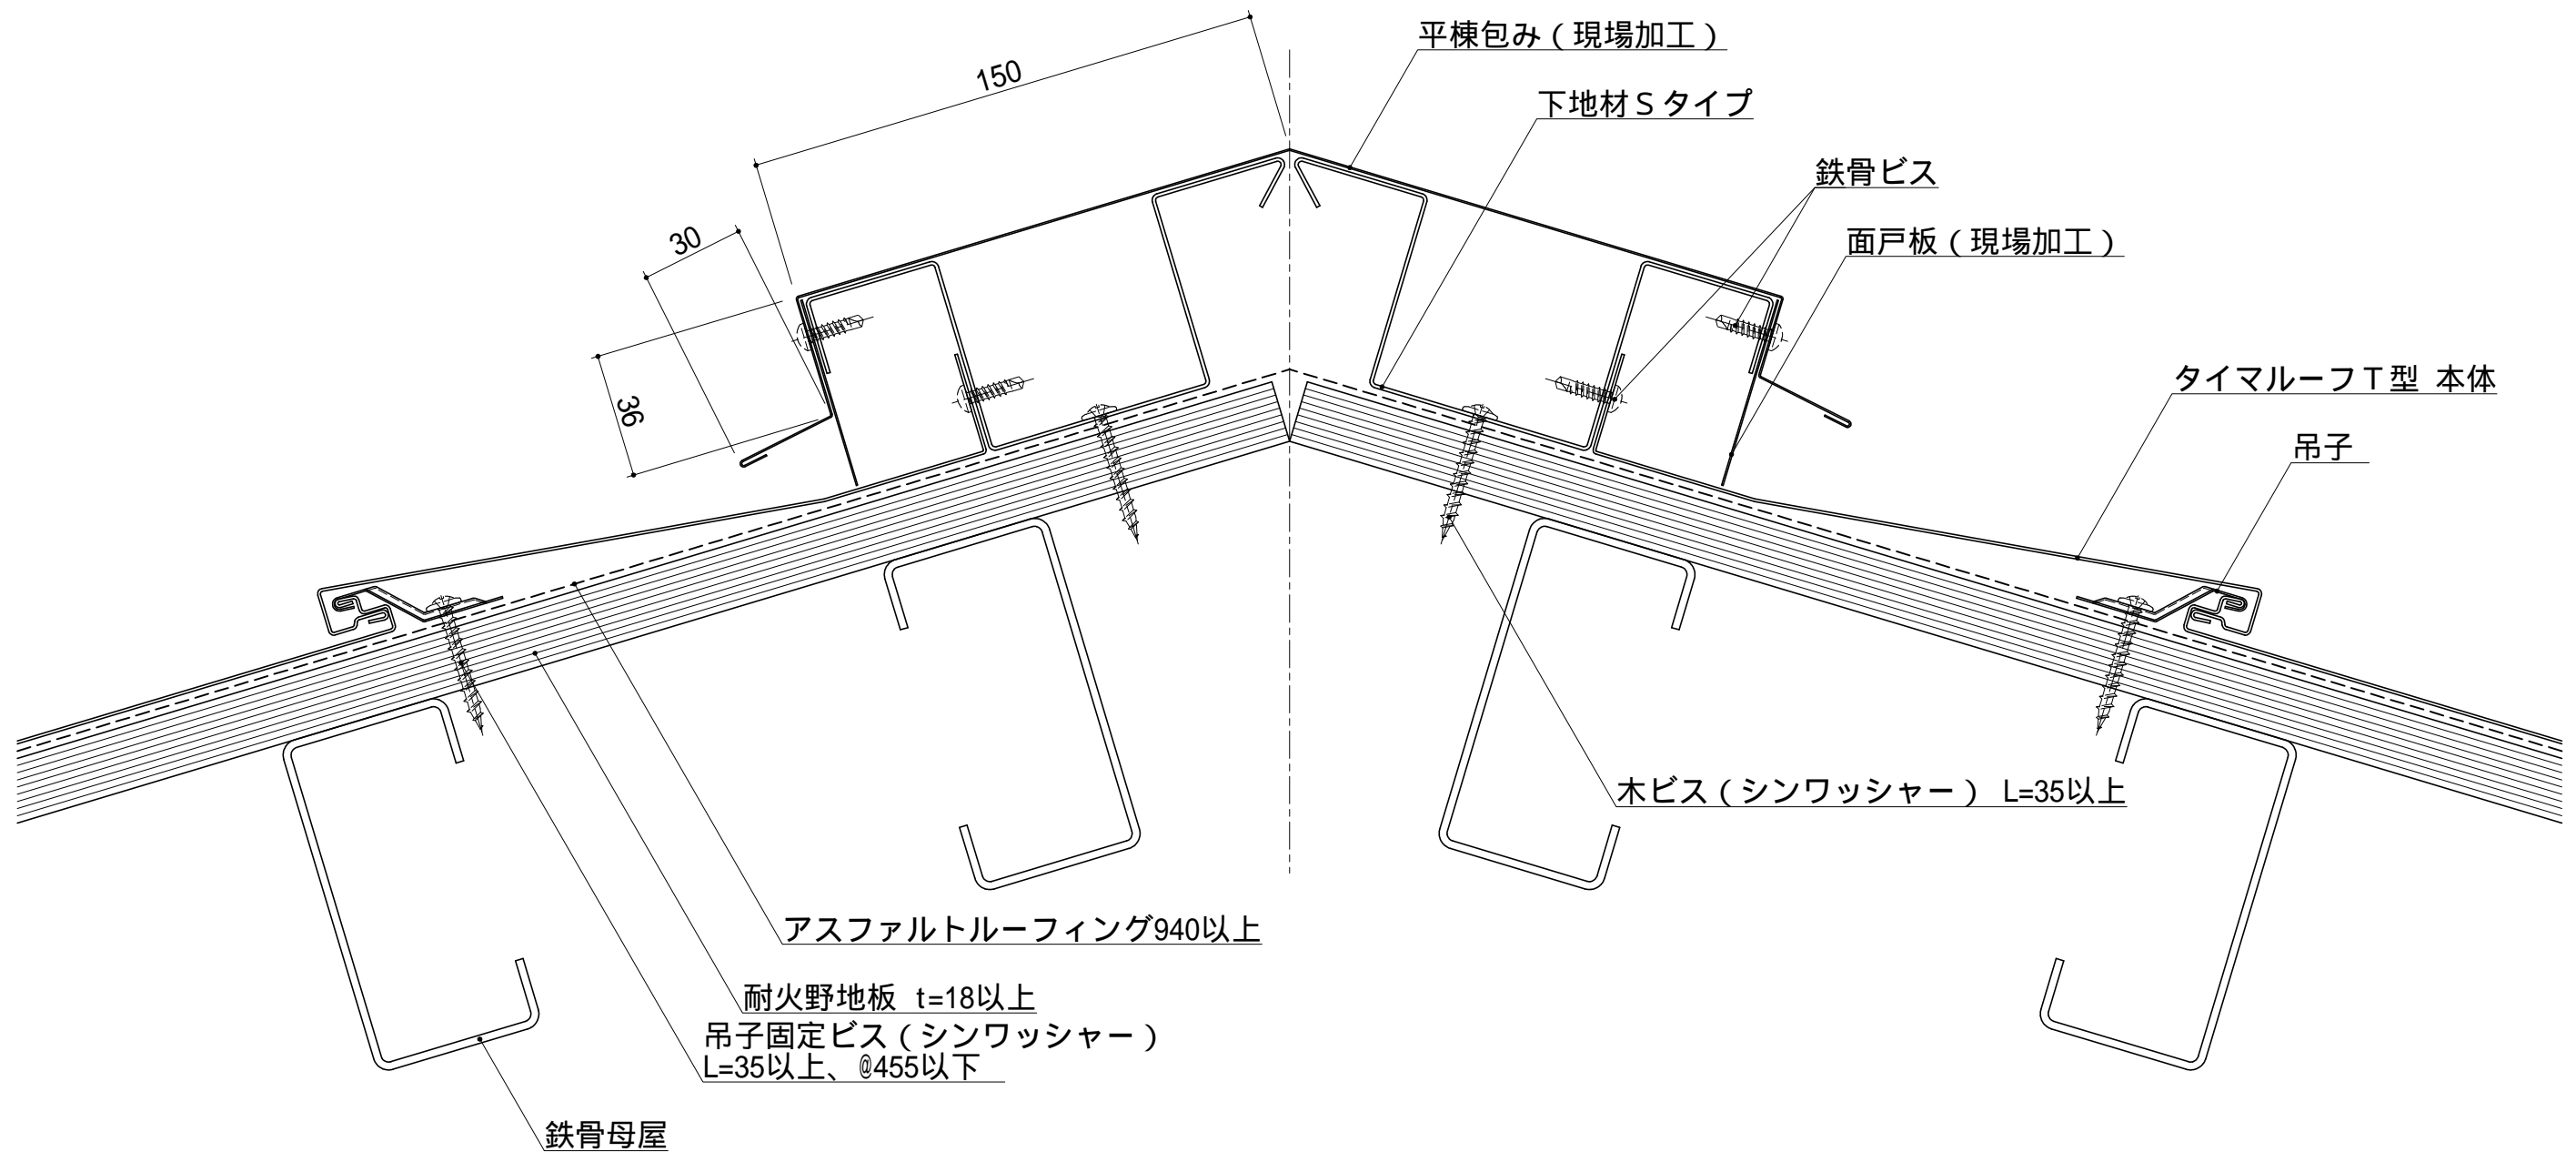 平棟包み（現場加工）
150
下地材Ｓタイプ
鉄骨ビス
30
面戸板（現場加工）
36
タイマルーフＴ型 本体
吊子
木ビス（シンワッシャー） L=35以上
アスファルトルーフィング940以上
耐火野地板 t=18以上
吊子固定ビス（シンワッシャー）
L=35以上、@455以下
鉄骨母屋